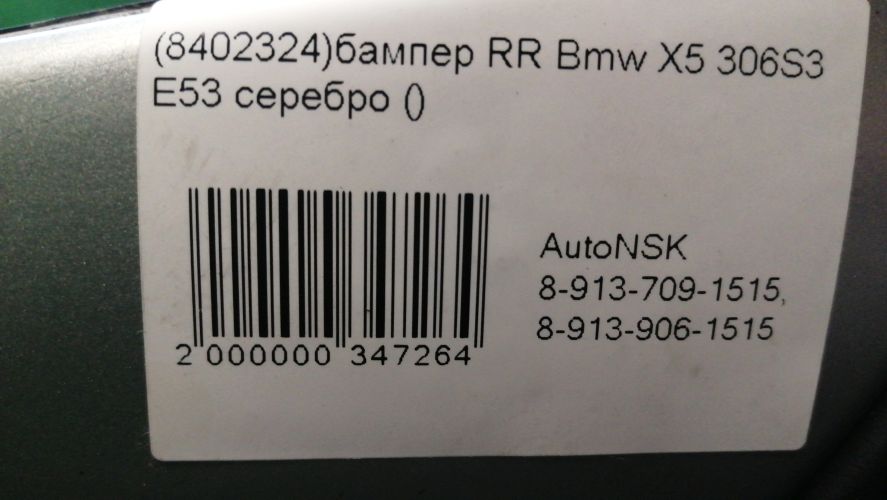 (8402324)бампер RR Bmw X5 306S3
E53 серебро ()
AutoNSK
8-913-709-1515,
8-913-906-1515
2 000000 347264